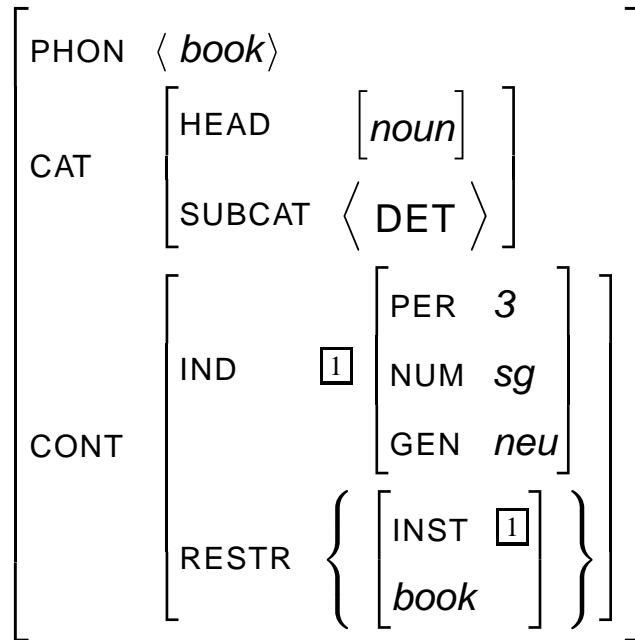 PHON ⟨ book⟩
CAT
HEAD [noun]
SUBCAT ⟨ DET ⟩
CONT
IND 1
PER 3
NUM sg
GEN neu
RESTR
INST 1
book